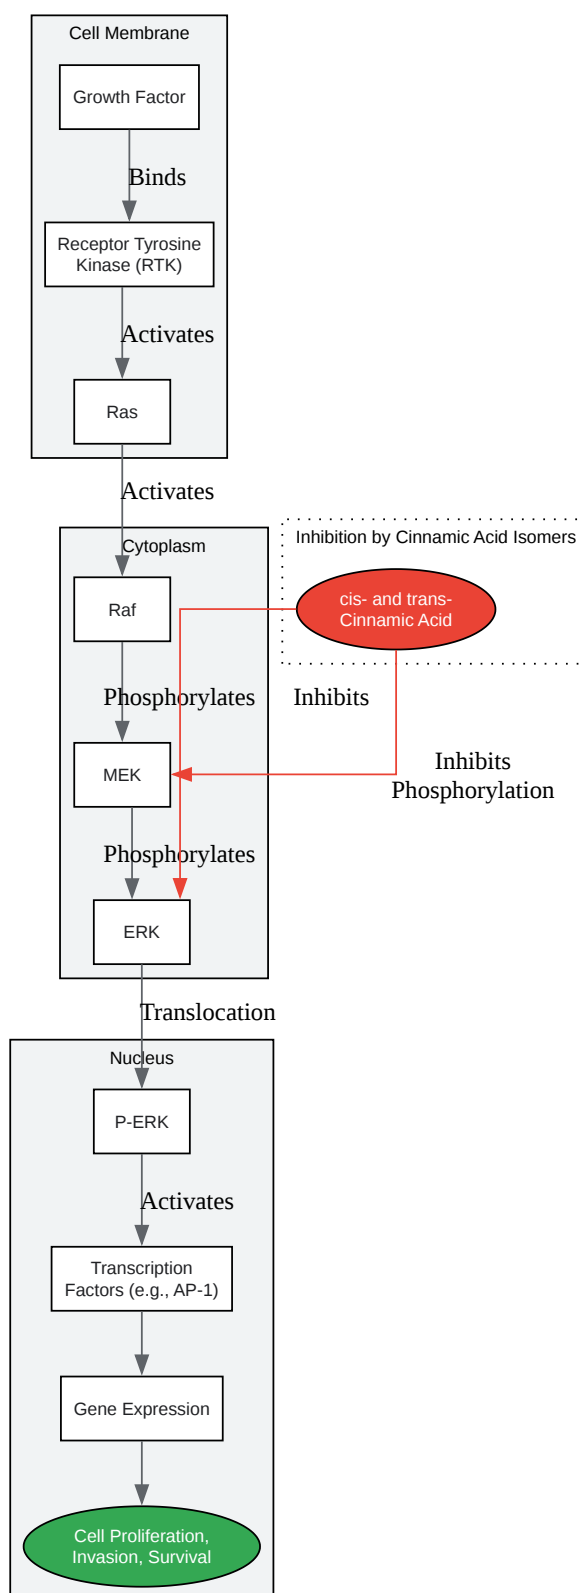 Cell Membrane
Growth Factor
Binds
Receptor Tyrosine
Kinase (RTK)
Activates
Ras
Activates
Cytoplasm
Inhibition by Cinnamic Acid Isomers
Raf
cis- and trans-
Cinnamic Acid
Phosphorylates
Inhibits
MEK
Inhibits
Phosphorylation
Phosphorylates
ERK
Translocation
Nucleus
P-ERK
Activates
Transcription
Factors (e.g., AP-1)
Gene Expression
Cell Proliferation,
Invasion, Survival